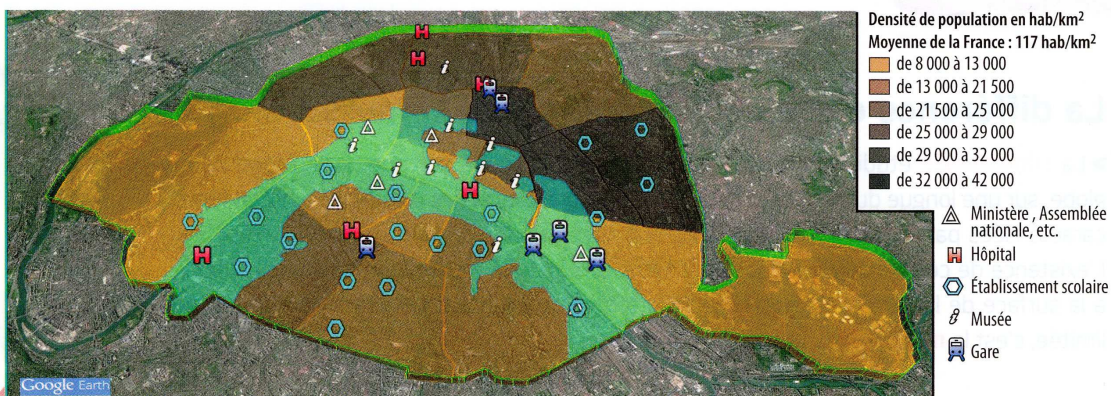 Densité de population en hab/km²
Moyenne de la France : 117 hab/km²
de 8 000 à 13 000
de 13 000 à 21 500
de 21 500 à 25 000
de 25 000 à 29 000
de 29 000 à 32 000
de 32 000 à 42 000
Ministère , Assemblée
nationale, etc.
H Hôpital
Établissement scolaire
i Musée
Gare
La di
Google Earth